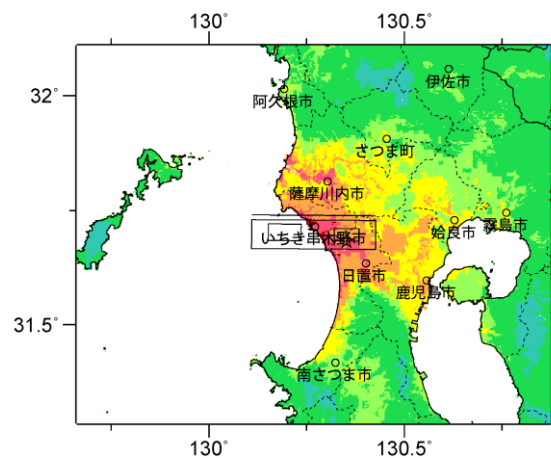 130° 130.5°
32°
31.5°
阿久根市
伊佐市
さつま町
薩摩川内市
いちき串木野市
姶良市
霧島市
日置市
鹿児島市
南さつま市
130° 130.5°